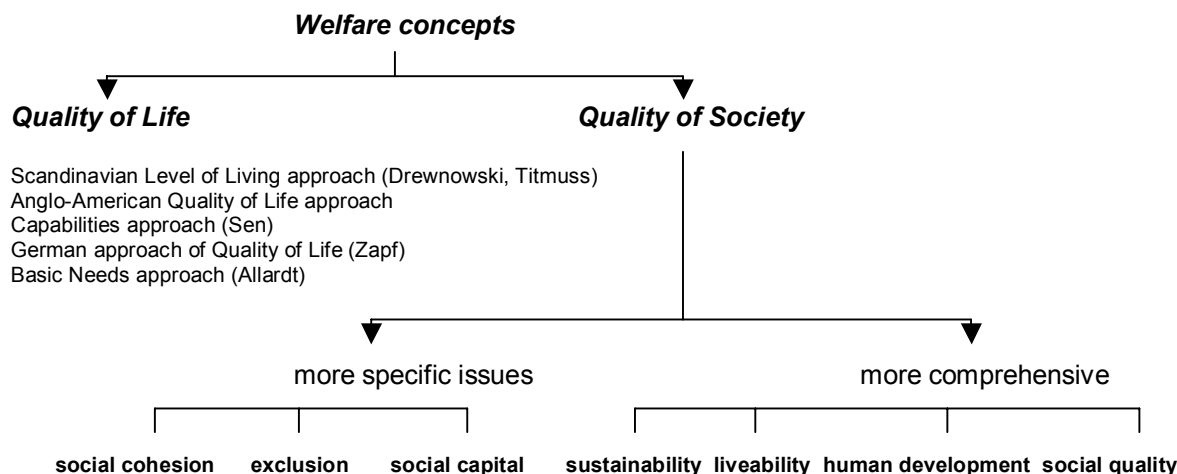 Welfare concepts
Quality of Life
Quality of Society
Scandinavian Level of Living approach (Drewnowski, Titmuss)
Anglo-American Quality of Life approach
Capabilities approach (Sen)
German approach of Quality of Life (Zapf)
Basic Needs approach (Allardt)
more specific issues
more comprehensive
social cohesion
exclusion
social capital
sustainability
liveability
human development
social quality